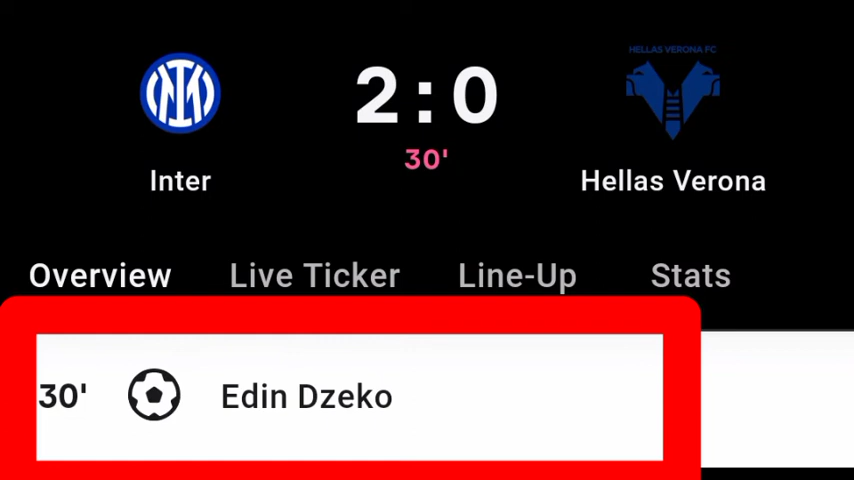 HELLAS VERONA FC
2:0
30'
Inter
Hellas Verona
Overview Live Ticker Line-Up Stats
30' Edin Dzeko